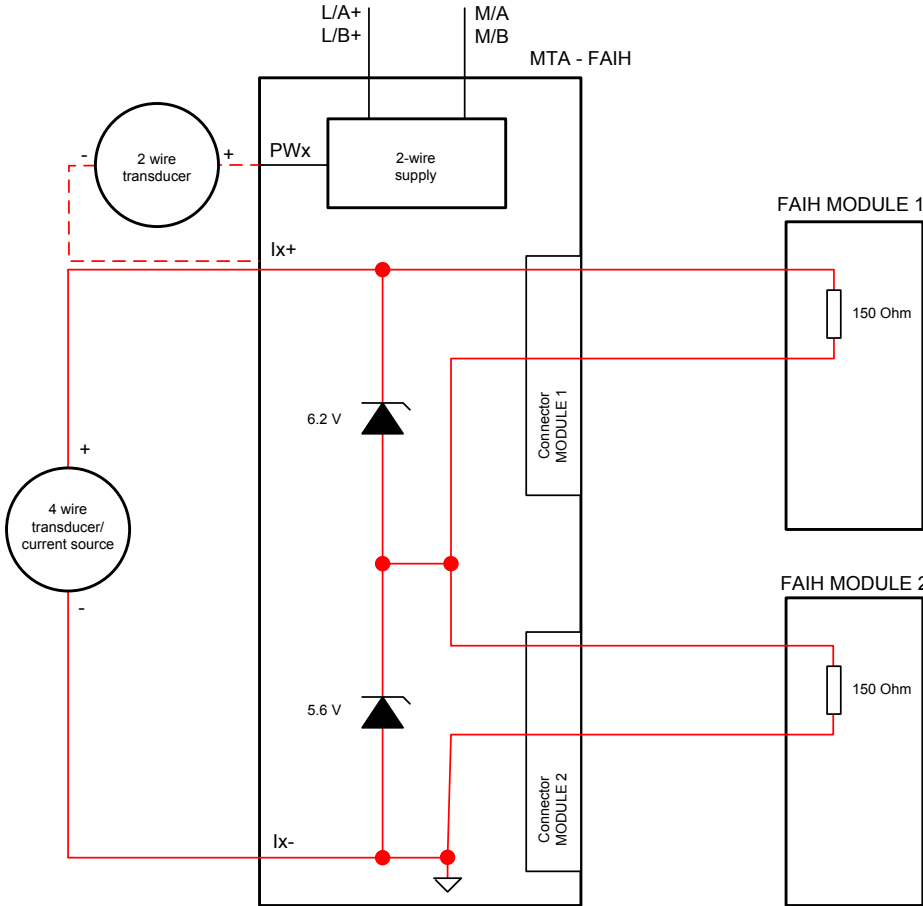 L/A+
L/B+
M/A
M/B
MTA - FAIH
2 wire
transducer
-
+
PWx
2-wire
supply
FAIH MODULE 1
Ix+
150 Ohm
6.2 V
Connector
MODULE 1
+
4 wire
transducer/
current source
-
FAIH MODULE 2
150 Ohm
5.6 V
Connector
MODULE 2
Ix-